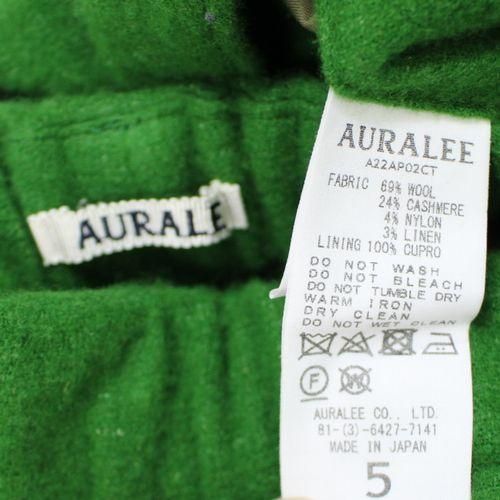 AURALEE
AURALEE
A22AP02CT
FABRIC 69% WOOL
24% CASHMERE
4% NYLON
3% LINEN
LINING 100% CUPRO
DO NOT WASH
DO NOT BLEACH
DO NOT TUMBLE DRY
WARM IRON
DRY CLEAN
DO NOT WET CLEAN
F
W
AURALEE CO., LTD.
81-(3)-6427-7141
MADE IN JAPAN
5